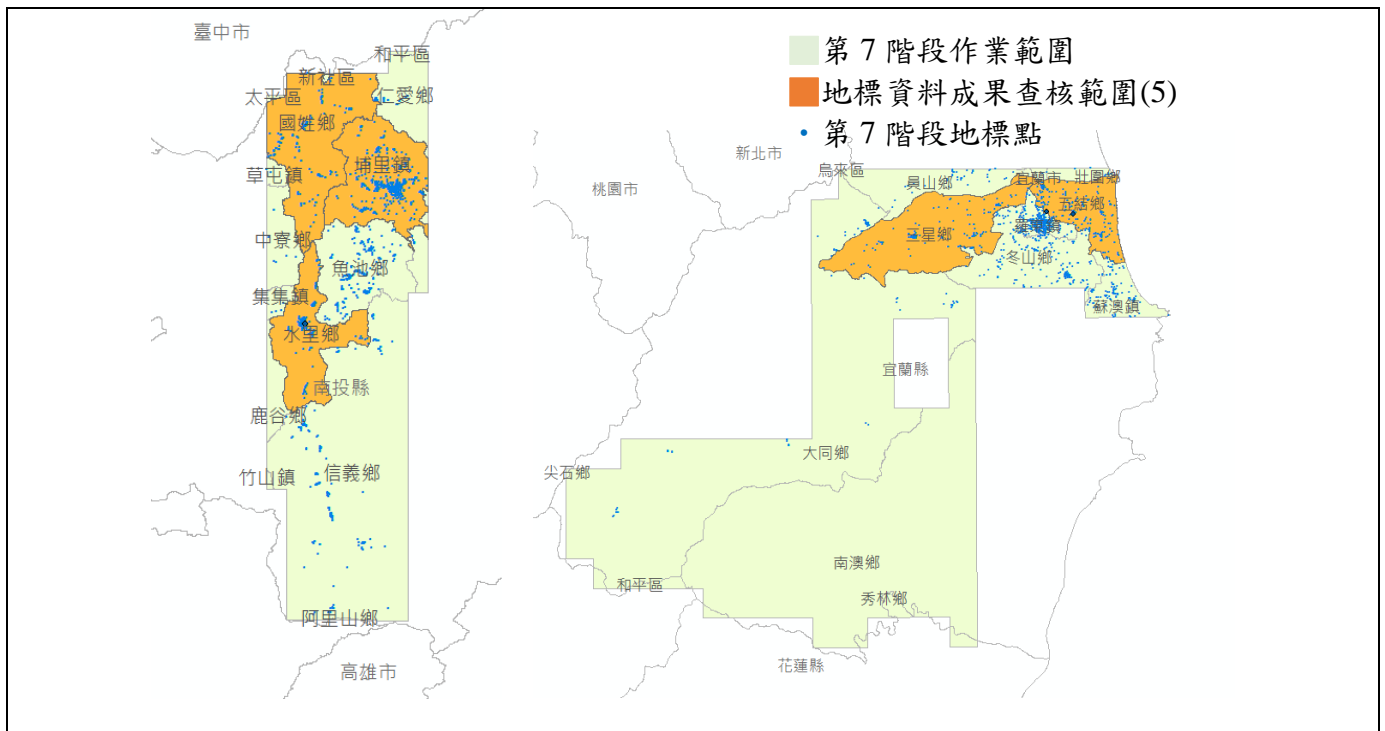 第 7 階段作業範圍
地標資料成果查核範圍(5)
第 7 階段地標點
臺中市
和平區
新社區
太平區
仁愛鄉
國姓鄉
埔里鎮
草屯鎮
中寮鄉
魚池鄉
集集鎮
水里鄉
南投縣
鹿谷鄉
信義鄉
竹山鎮
阿里山鄉
高雄市
新北市
烏來區
桃園市
員山鄉
宜蘭市
壯圍鄉
五結鄉
三星鄉
冬山鄉
蘇澳鎮
宜蘭縣
大同鄉
尖石鄉
南澳鄉
和平區
秀林鄉
花蓮縣